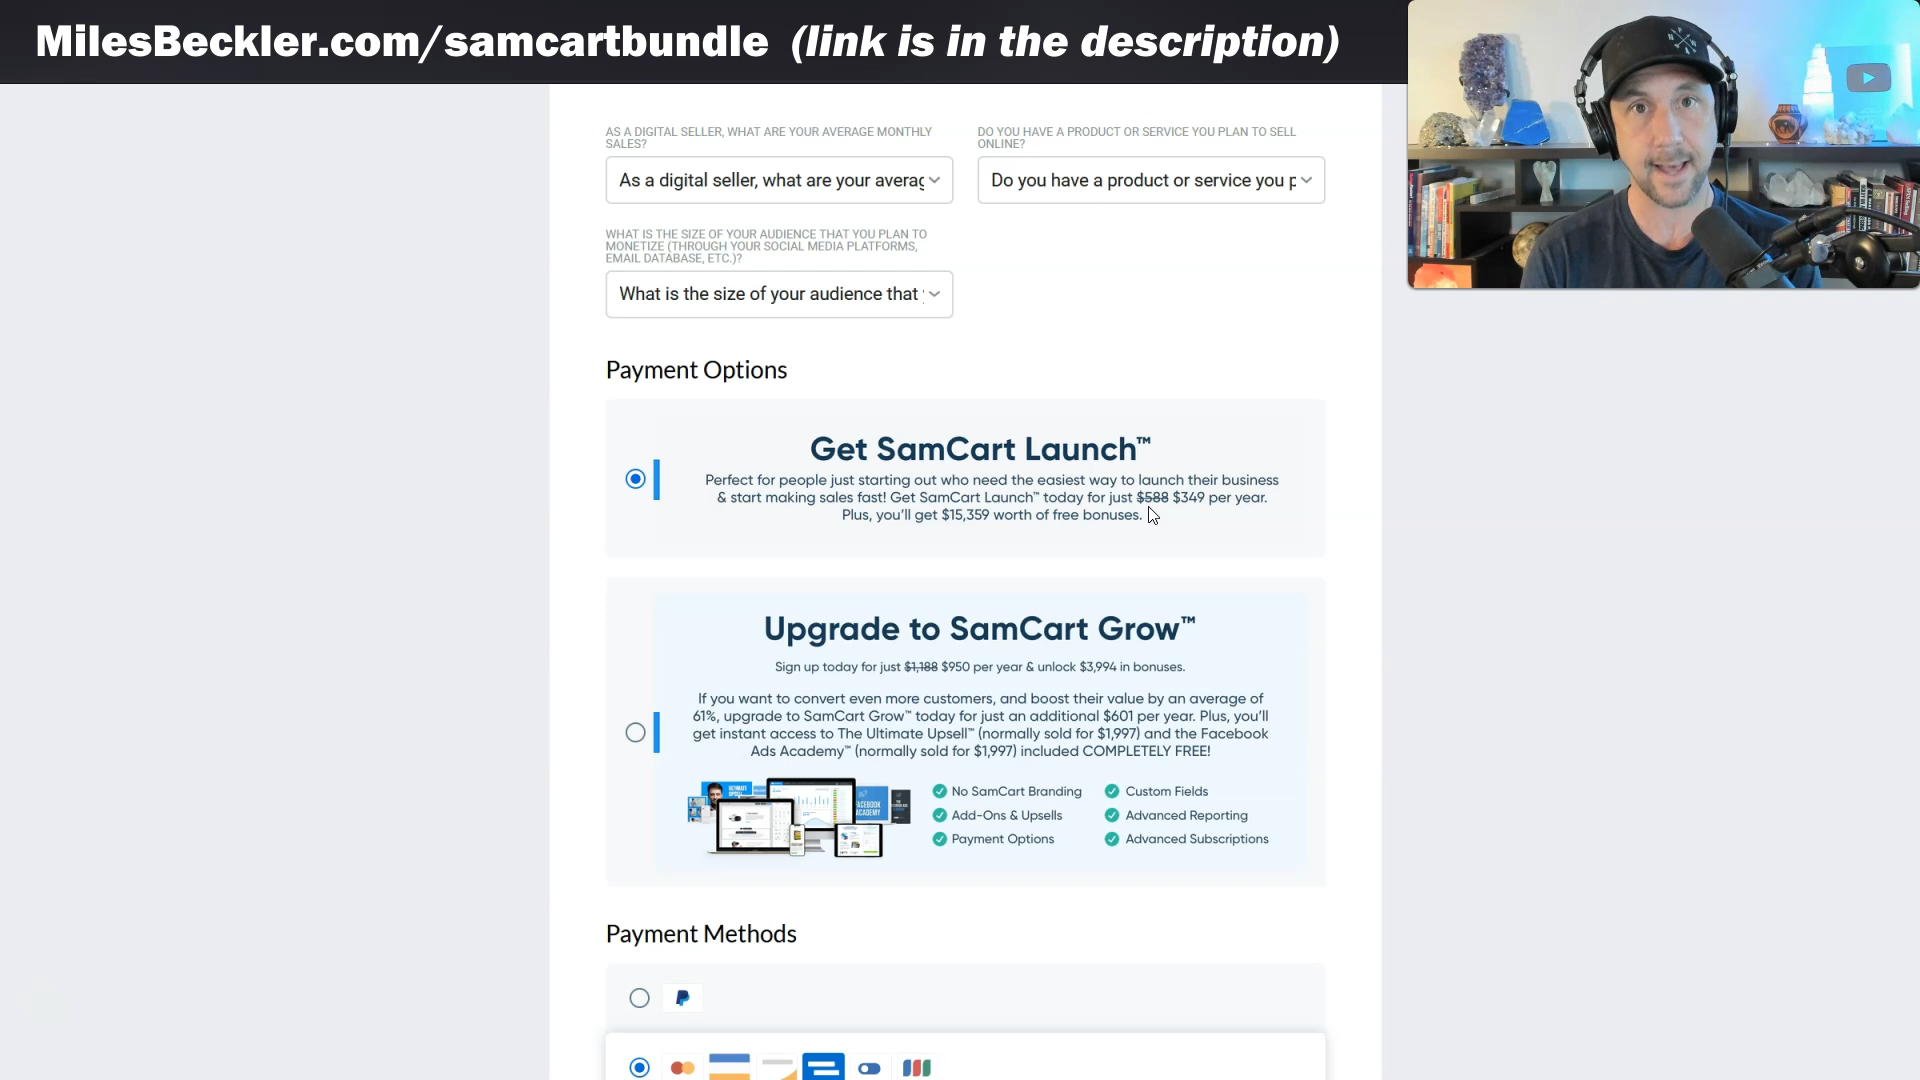 MilesBeckler.com/samcartbundle (link is in the description)
AS A DIGITAL SELLER, WHAT ARE YOUR AVERAGE MONTHLY
SALES?
As a digital seller, what are your averag
DO YOU HAVE A PRODUCT OR SERVICE YOU PLAN TO SELL
ONLINE?
Do you have a product or service you p
WHAT IS THE SIZE OF YOUR AUDIENCE THAT YOU PLAN TO
MONETIZE (THROUGH YOUR SOCIAL MEDIA PLATFORMS,
EMAIL DATABASE, ETC.)?
What is the size of your audience that
Payment Options
Get SamCart Launch™
Perfect for people just starting out who need the easiest way to launch their business
& start making sales fast! Get SamCart Launch™ today for just $588 $349 per year.
Plus, you'll get $15,359 worth of free bonuses.
Upgrade to SamCart Grow™
Sign up today for just $1,188 $950 per year & unlock $3,994 in bonuses.
If you want to convert even more customers, and boost their value by an average of
61%, upgrade to SamCart Grow™ today for just an additional $601 per year. Plus, you'll
get instant access to The Ultimate Upsell™ (normally sold for $1,997) and the Facebook
Ads Academy™ (normally sold for $1,997) included COMPLETELY FREE!
No SamCart Branding
Custom Fields
Add-Ons & Upsells
Advanced Reporting
Payment Options
Advanced Subscriptions
Payment Methods